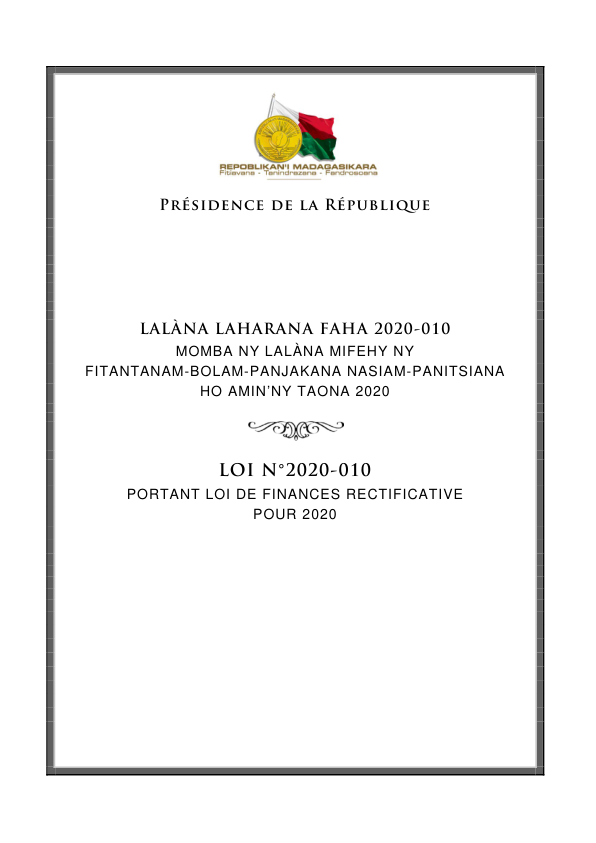 REPOBLIKAN'I MADAGASIKARA
Fitiavana - Tanindrazana - Fandrosoana
PRÉSIDENCE DE LA RÉPUBLIQUE
LALÀNA LAHARANA FAHA 2020-010
MOMBA NY LALÀNA MIFEHY NY
FITANTANAM-BOLAM-PANJAKANA NASIAM-PANITSIANA
HO AMIN'NY TAONA 2020
LOI N°2020-010
PORTANT LOI DE FINANCES RECTIFICATIVE
POUR 2020